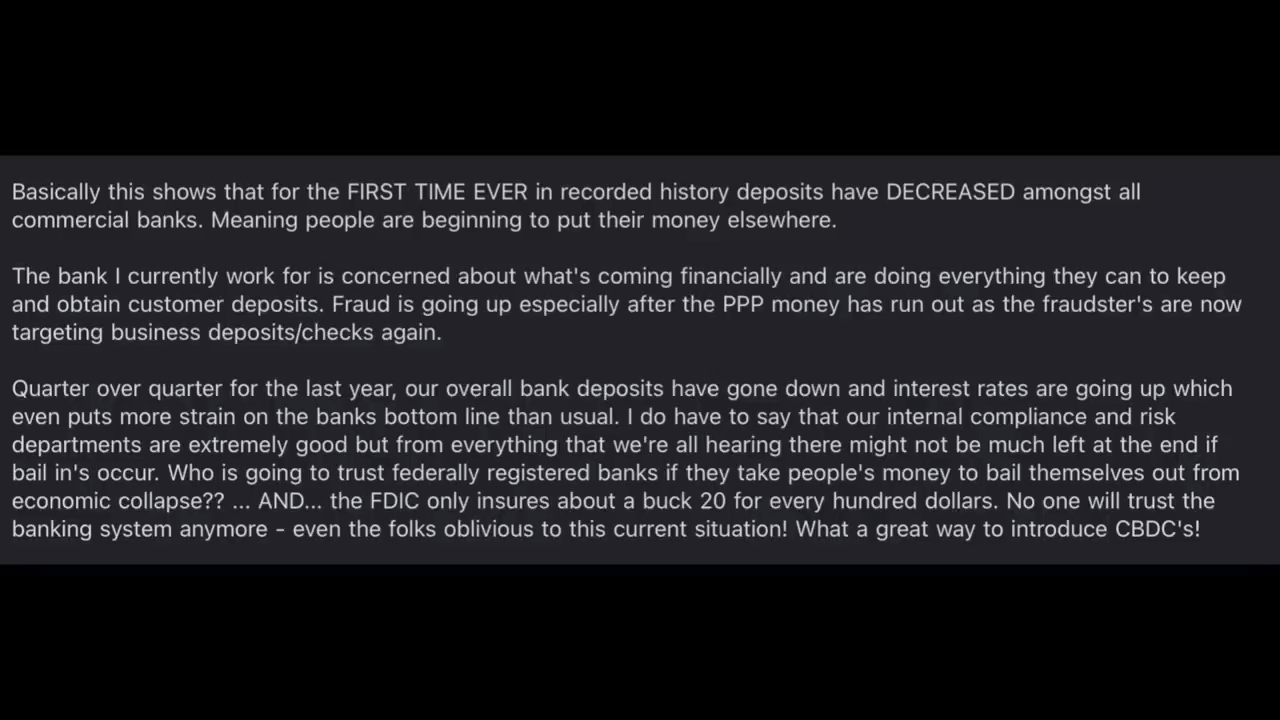 Basically this shows that for the FIRST TIME EVER in recorded history deposits have DECREASED amongst all
commercial banks. Meaning people are beginning to put their money elsewhere.
The bank I currently work for is concerned about what's coming financially and are doing everything they can to keep
and obtain customer deposits. Fraud is going up especially after the PPP money has run out as the fraudster's are now
targeting business deposits/checks again.
Quarter over quarter for the last year, our overall bank deposits have gone down and interest rates are going up which
even puts more strain on the banks bottom line than usual. I do have to say that our internal compliance and risk
departments are extremely good but from everything that we're all hearing there might not be much left at the end if
bail in's occur. Who is going to trust federally registered banks if they take people's money to bail themselves out from
economic collapse?? ... AND... the FDIC only insures about a buck 20 for every hundred dollars. No one will trust the
banking system anymore - even the folks oblivious to this current situation! What a great way to introduce CBDC's!